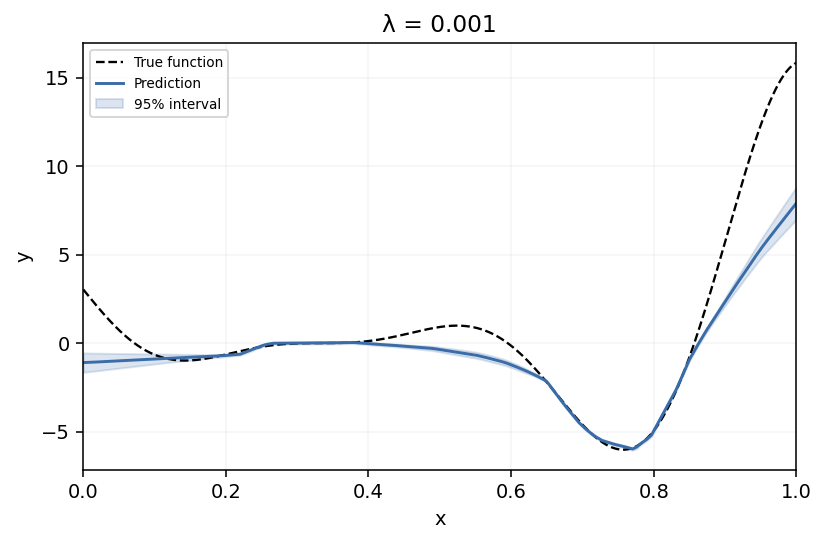 λ = 0.001
True function
Prediction
95% interval
15
10
5
0
−5
y
0.0
0.2
0.4
0.6
0.8
1.0
x